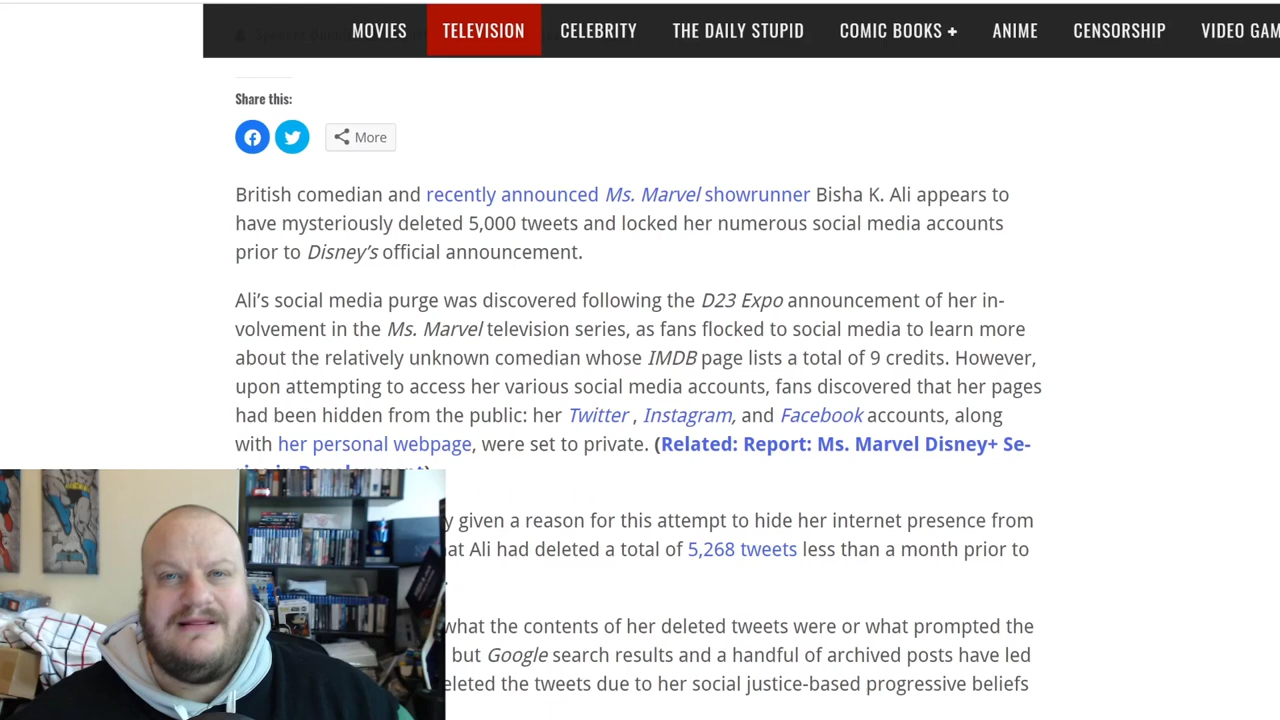 MOVIES TELEVISION CELEBRITY THE DAILY STUPID COMIC BOOKS + ANIME CENSORSHIP VIDEO GAM
Share this:
More
British comedian and recently announced Ms. Marvel showrunner Bisha K. Ali appears to
have mysteriously deleted 5,000 tweets and locked her numerous social media accounts
prior to Disney’s official announcement.
Ali’s social media purge was discovered following the D23 Expo announcement of her in-
volvement in the Ms. Marvel television series, as fans flocked to social media to learn more
about the relatively unknown comedian whose IMDB page lists a total of 9 credits. However,
upon attempting to access her various social media accounts, fans discovered that her pages
had been hidden from the public: her Twitter , Instagram, and Facebook accounts, along
with her personal webpage, were set to private. (Related: Report: Ms. Marvel Disney+ Se-
y given a reason for this attempt to hide her internet presence from
at Ali had deleted a total of 5,268 tweets less than a month prior to
what the contents of her deleted tweets were or what prompted the
but Google search results and a handful of archived posts have led
eleted the tweets due to her social justice-based progressive beliefs